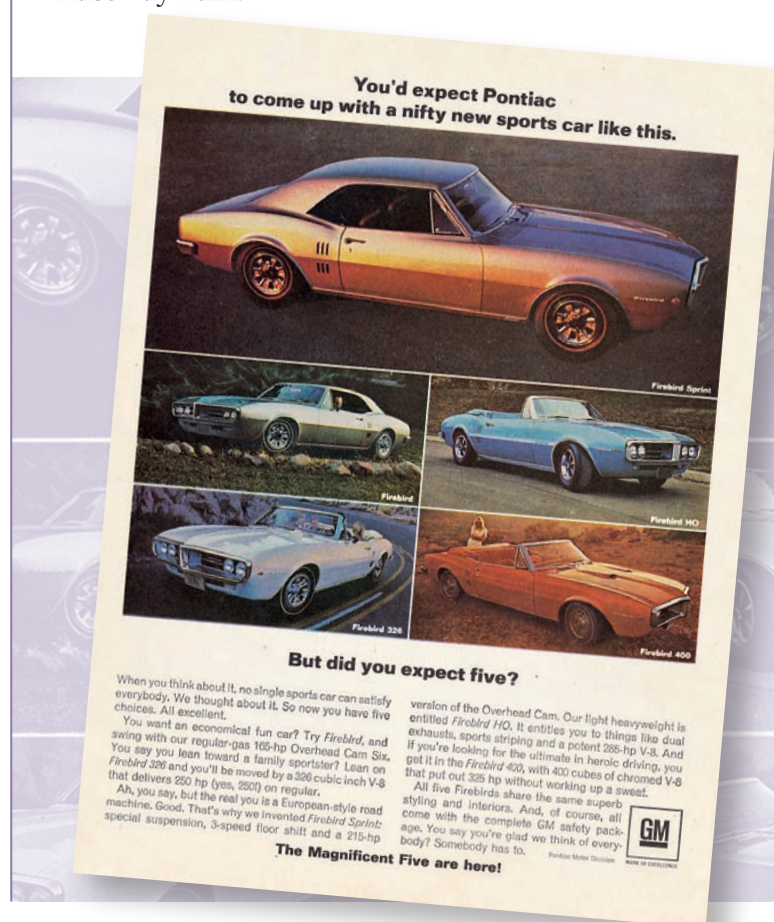 You'd expect Pontiac
to come up with a nifty new sports car like this.
Firebird
Firebird Sprint
Firebird
Firebird HO
Firebird 326
Firebird 400
But did you expect five?
When you think about it, no single sports car can satisfy
everybody. We thought about it. So now you have five
choices. All excellent.
You want an economical fun car? Try Firebird, and
swing with our regular-gas 165-hp Overhead Cam Six.
You say you lean toward a family sportster? Lean on
Firebird 326 and you'll be moved by a 326 cubic inch V-8
that delivers 250 hp (yes, 250!) on regular.
Ah, you say, but the real you is a European-style road
machine. Good. That's why we invented Firebird Sprint:
special suspension, 3-speed floor shift and a 215-hp
version of the Overhead Cam. Our light heavyweight is
entitled Firebird HO. It entitles you to things like dual
exhausts, sports striping and a potent 285-hp V-8. And
if you're looking for the ultimate in heroic driving, you
get it in the Firebird 400, with 400 cubes of chromed V-8
that put out 325 hp without working up a sweat.
All five Firebirds share the same superb
styling and interiors. And, of course, all
come with the complete GM safety pack-
age. You say you're glad we think of every-
body? Somebody has to.
Pontiac Motor Division
GM
MARK OF EXCELLENCE
The Magnificent Five are here!